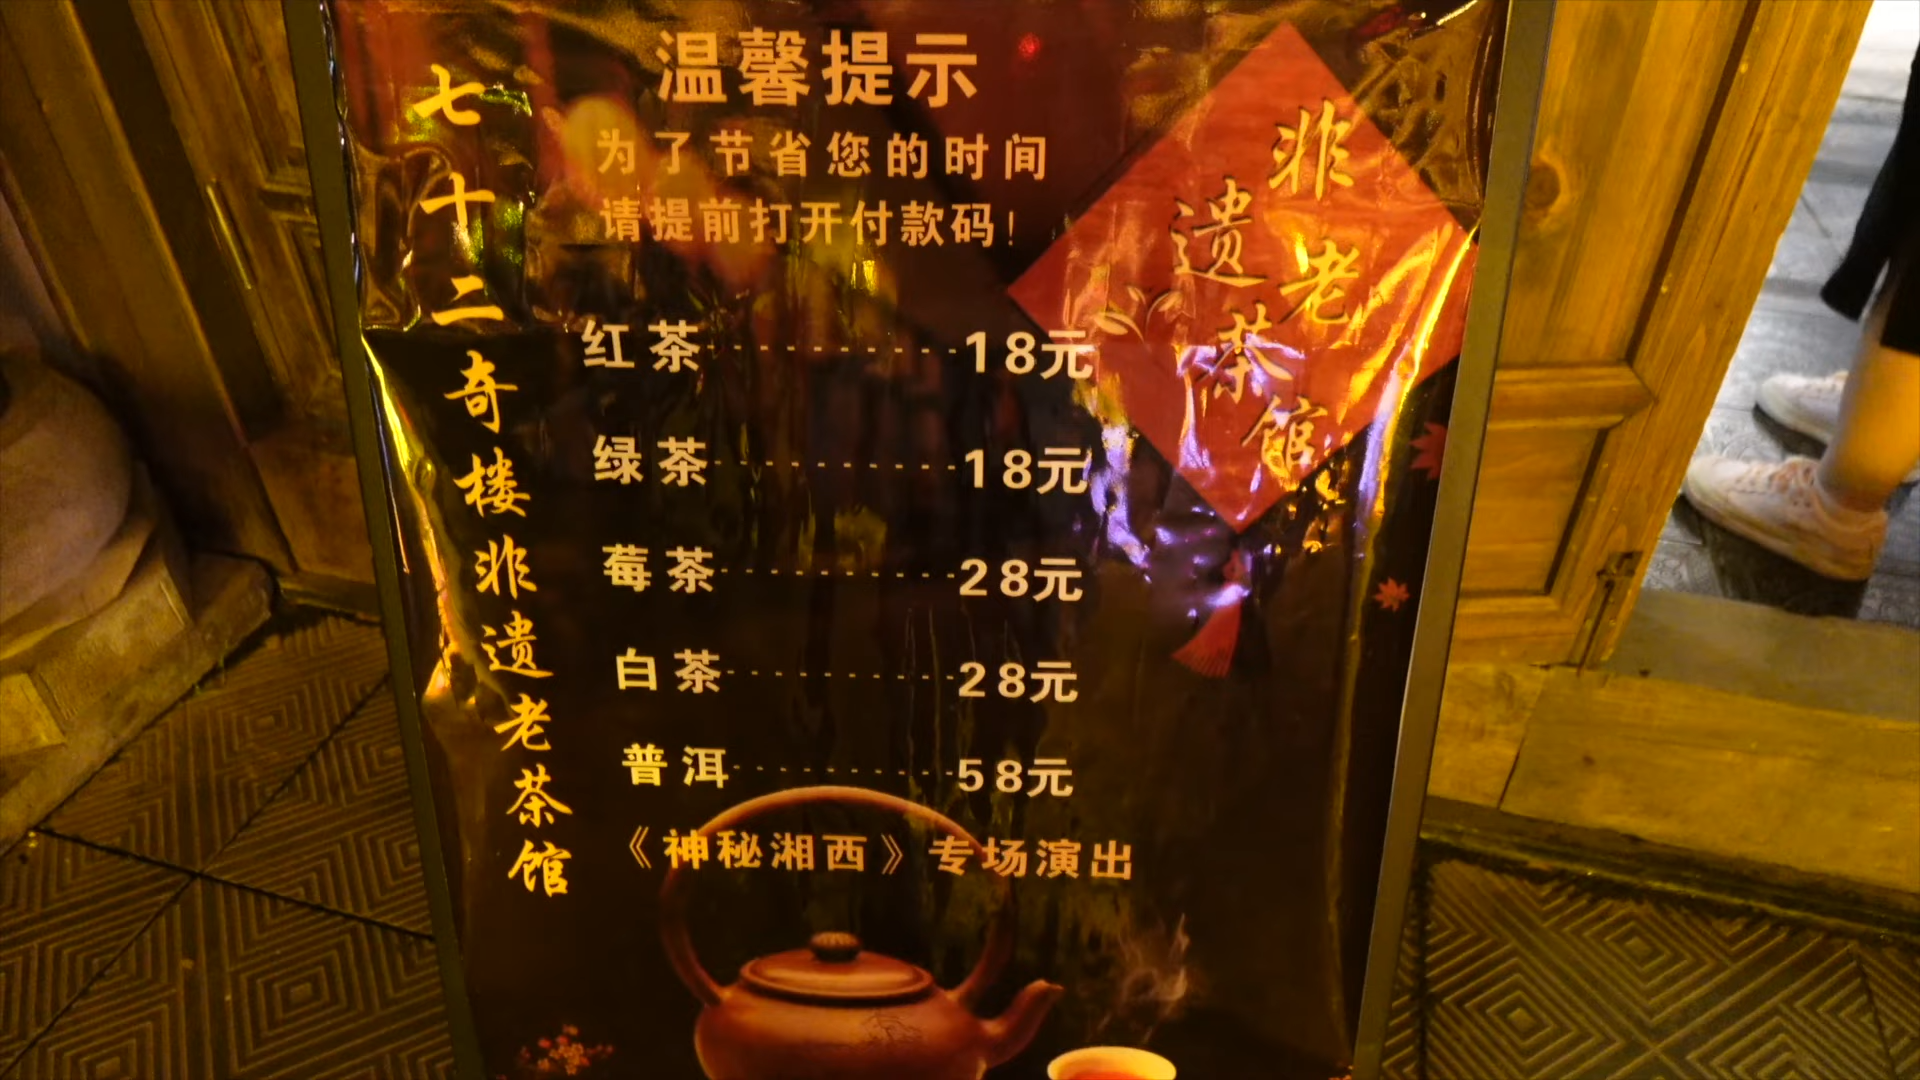 温馨提示
为了节省您的时间
请提前打开付款码!
七十二奇楼非遗老茶馆
非遗老茶馆
红茶----------18元
绿茶----------18元
莓茶----------28元
白茶----------28元
普洱----------58元
《神秘湘西》专场演出